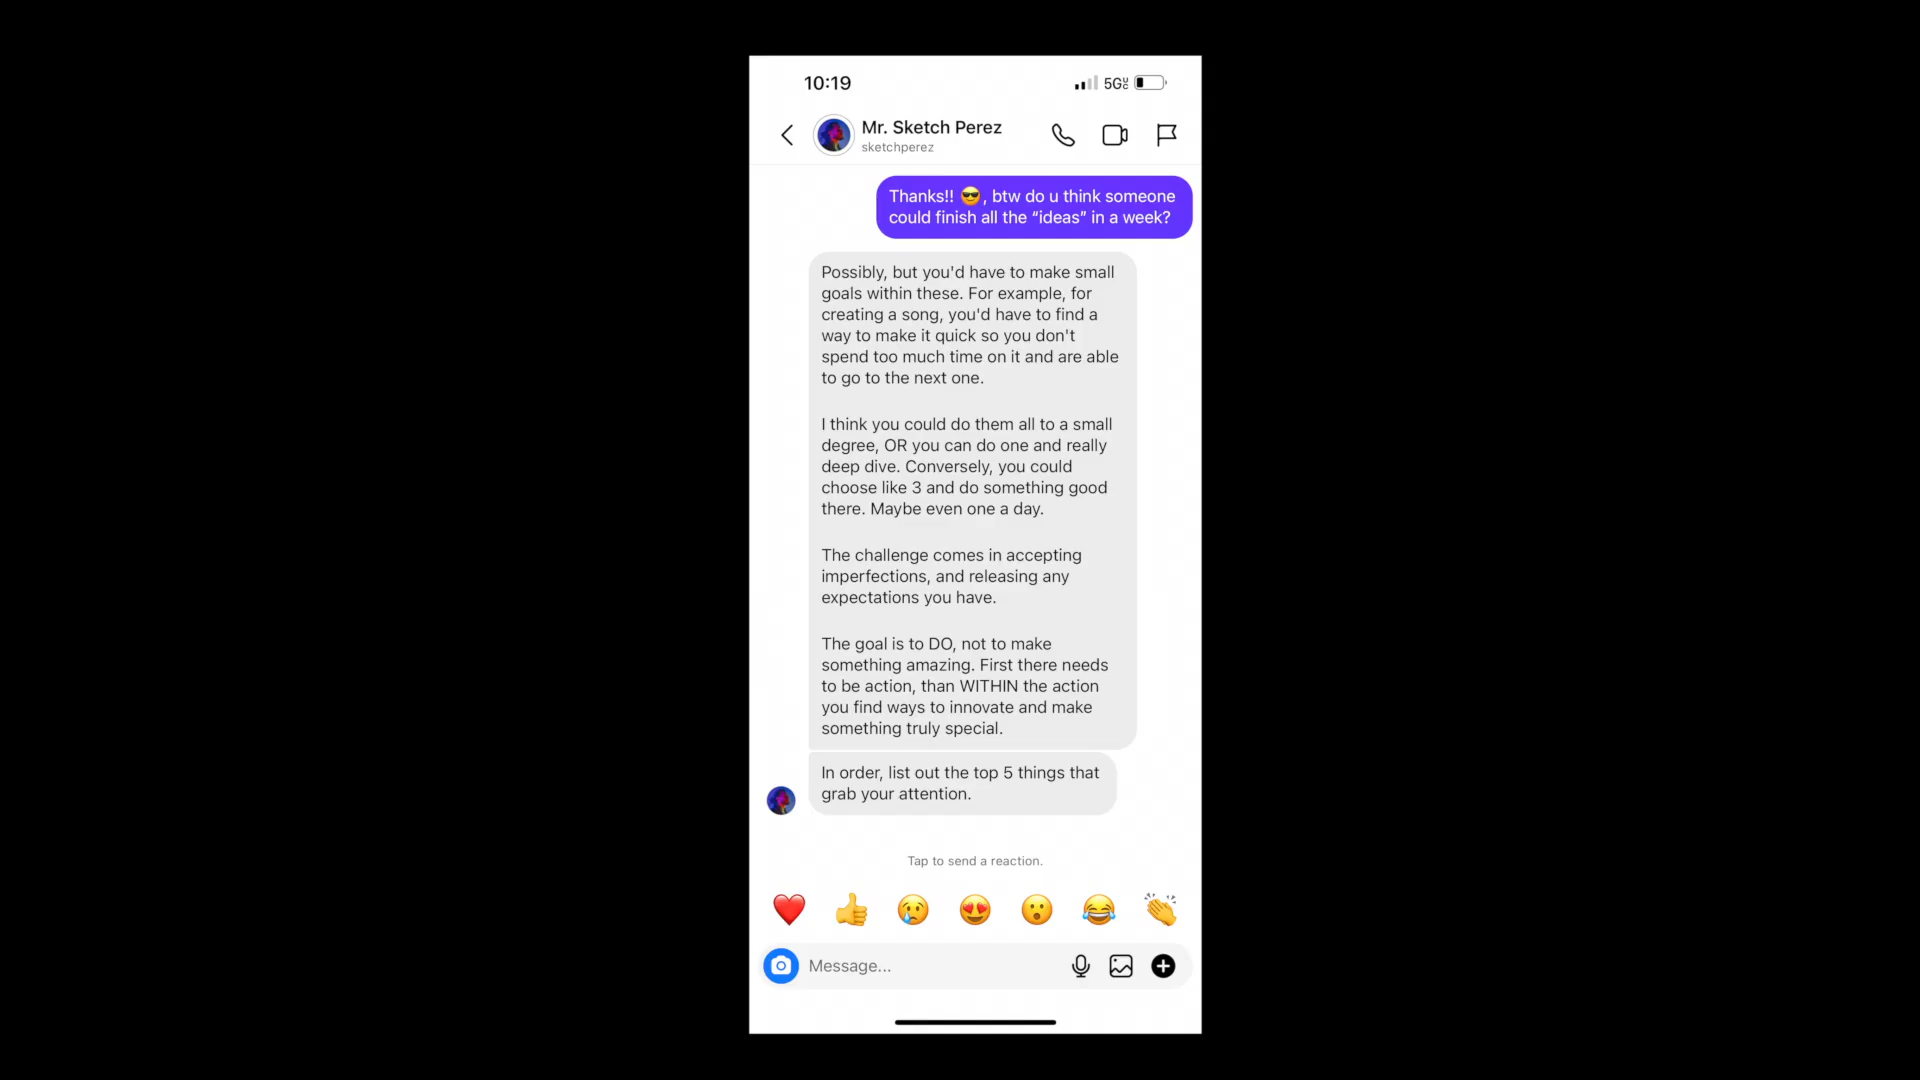 10:19
5G UC
Mr. Sketch Perez
sketchperez
Thanks!! 😎, btw do u think someone
could finish all the “ideas” in a week?
Possibly, but you'd have to make small
goals within these. For example, for
creating a song, you'd have to find a
way to make it quick so you don't
spend too much time on it and are able
to go to the next one.
I think you could do them all to a small
degree, OR you can do one and really
deep dive. Conversely, you could
choose like 3 and do something good
there. Maybe even one a day.
The challenge comes in accepting
imperfections, and releasing any
expectations you have.
The goal is to DO, not to make
something amazing. First there needs
to be action, than WITHIN the action
you find ways to innovate and make
something truly special.
In order, list out the top 5 things that
grab your attention.
Tap to send a reaction.
❤️ 👍 😢 😍 😮 😂 👏
Message...